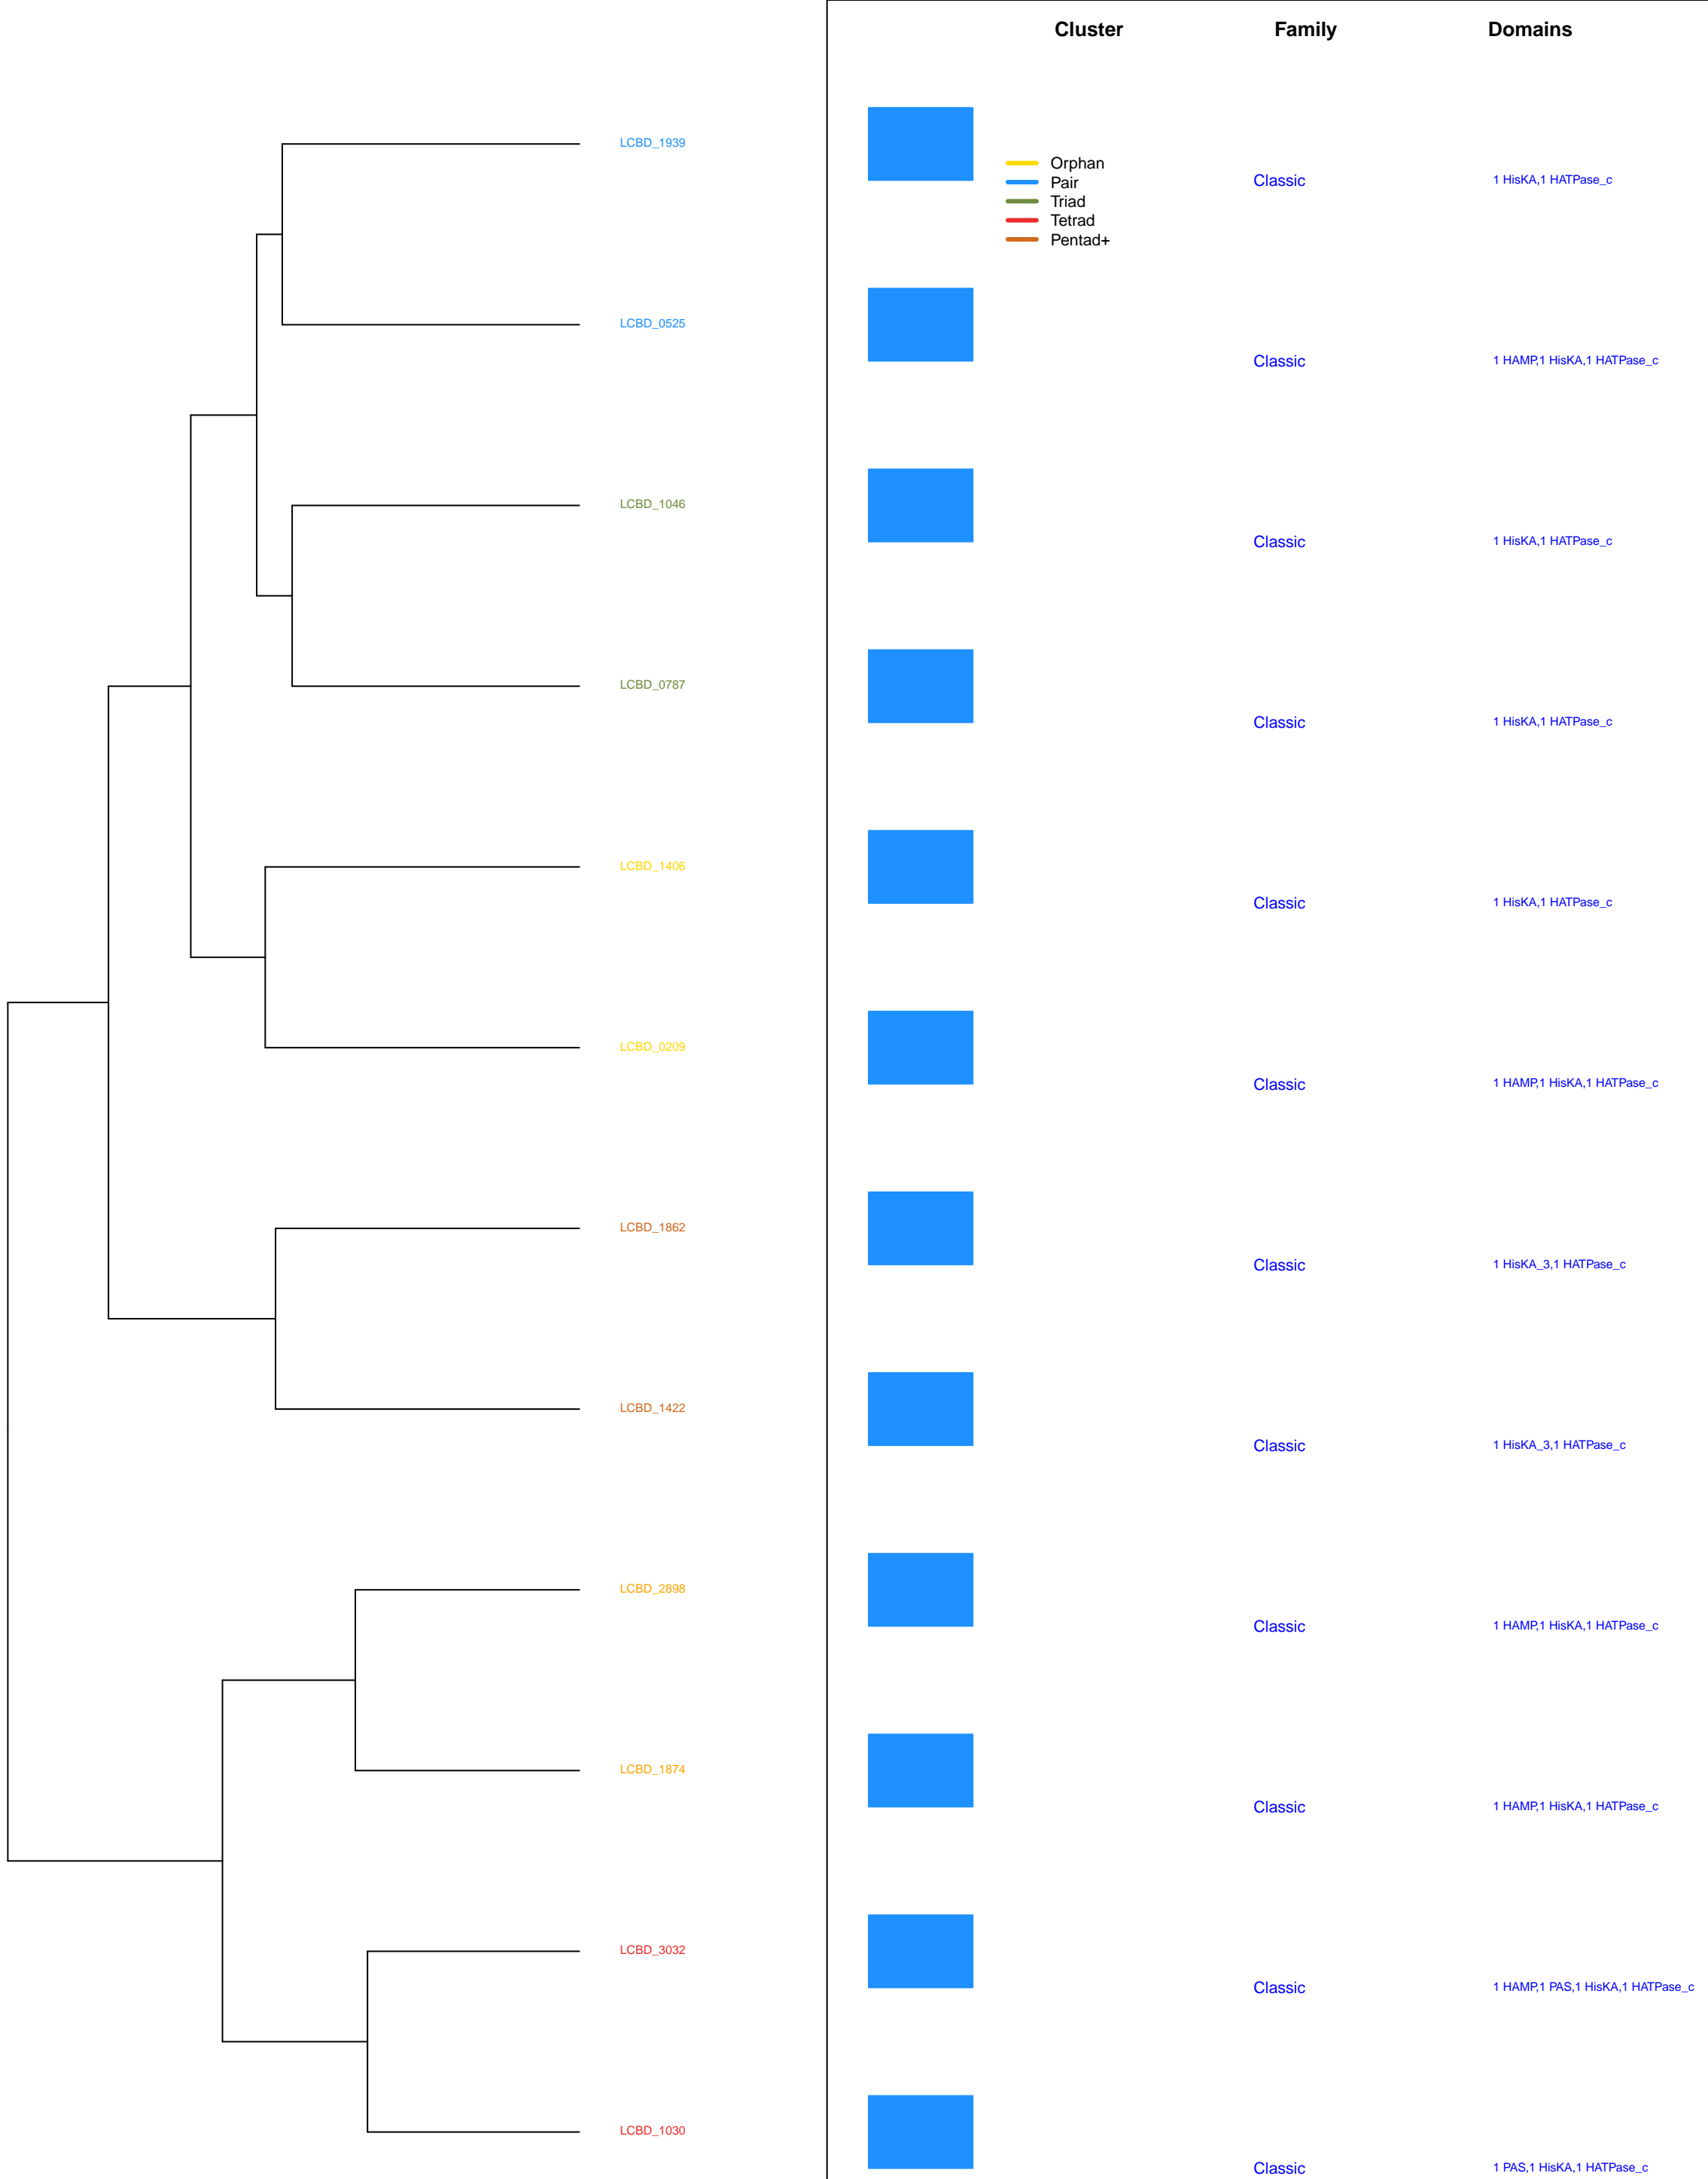 Cluster Family Domains
LCBD_1939
Orphan
Pair
Classic 1 HisKA,1 HATPase_c
Triad
Tetrad
Pentad+
LCBD_0525
Classic 1 HAMP,1 HisKA,1 HATPase_c
LCBD_1046
Classic 1 HisKA,1 HATPase_c
LCBD_0787
Classic 1 HisKA,1 HATPase_c
LCBD_1406
Classic 1 HisKA,1 HATPase_c
LCBD_0209
Classic 1 HAMP,1 HisKA,1 HATPase_c
LCBD_1862
Classic 1 HisKA_3,1 HATPase_c
LCBD_1422
Classic 1 HisKA_3,1 HATPase_c
LCBD_2898
Classic 1 HAMP,1 HisKA,1 HATPase_c
LCBD_1874
Classic 1 HAMP,1 HisKA,1 HATPase_c
LCBD_3032
Classic 1 HAMP,1 PAS,1 HisKA,1 HATPase_c
LCBD_1030
Classic 1 PAS,1 HisKA,1 HATPase_c